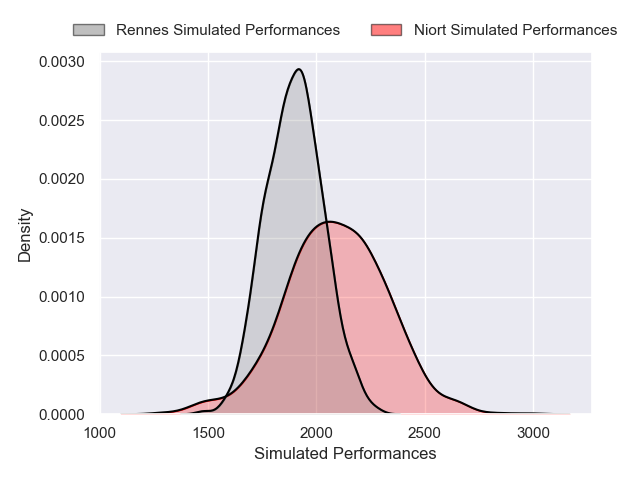 Rennes Simulated Performances
Niort Simulated Performances
0.0030
0.0025
0.0020
0.0015
0.0010
0.0005
0.0000
Density
1000 1500 2000 2500 3000
Simulated Performances